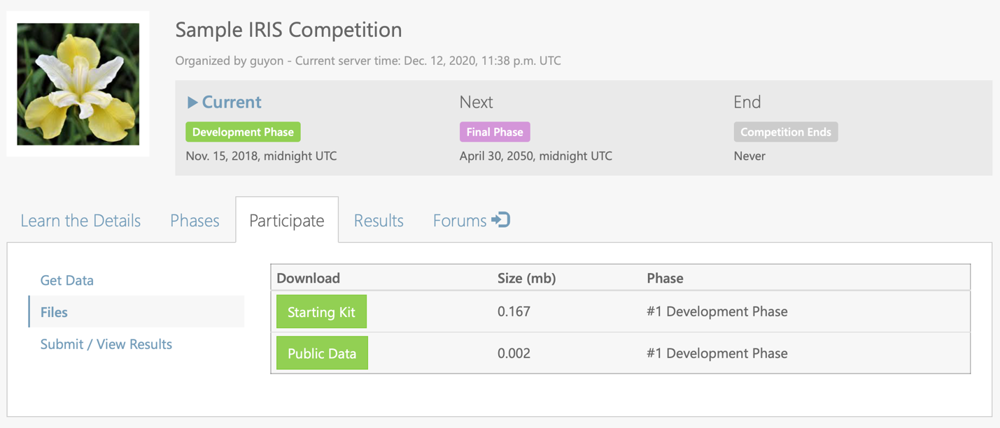 Sample IRIS Competition
Organized by guyon - Current server time: Dec. 12, 2020, 11:38 p.m. UTC
Current Next End
Development Phase Final Phase Competition Ends
Nov. 15, 2018, midnight UTC April 30, 2050, midnight UTC Never
Learn the Details Phases Participate Results Forums
Get Data
Files
Submit / View Results
Download Size (mb) Phase
Starting Kit 0.167 #1 Development Phase
Public Data 0.002 #1 Development Phase